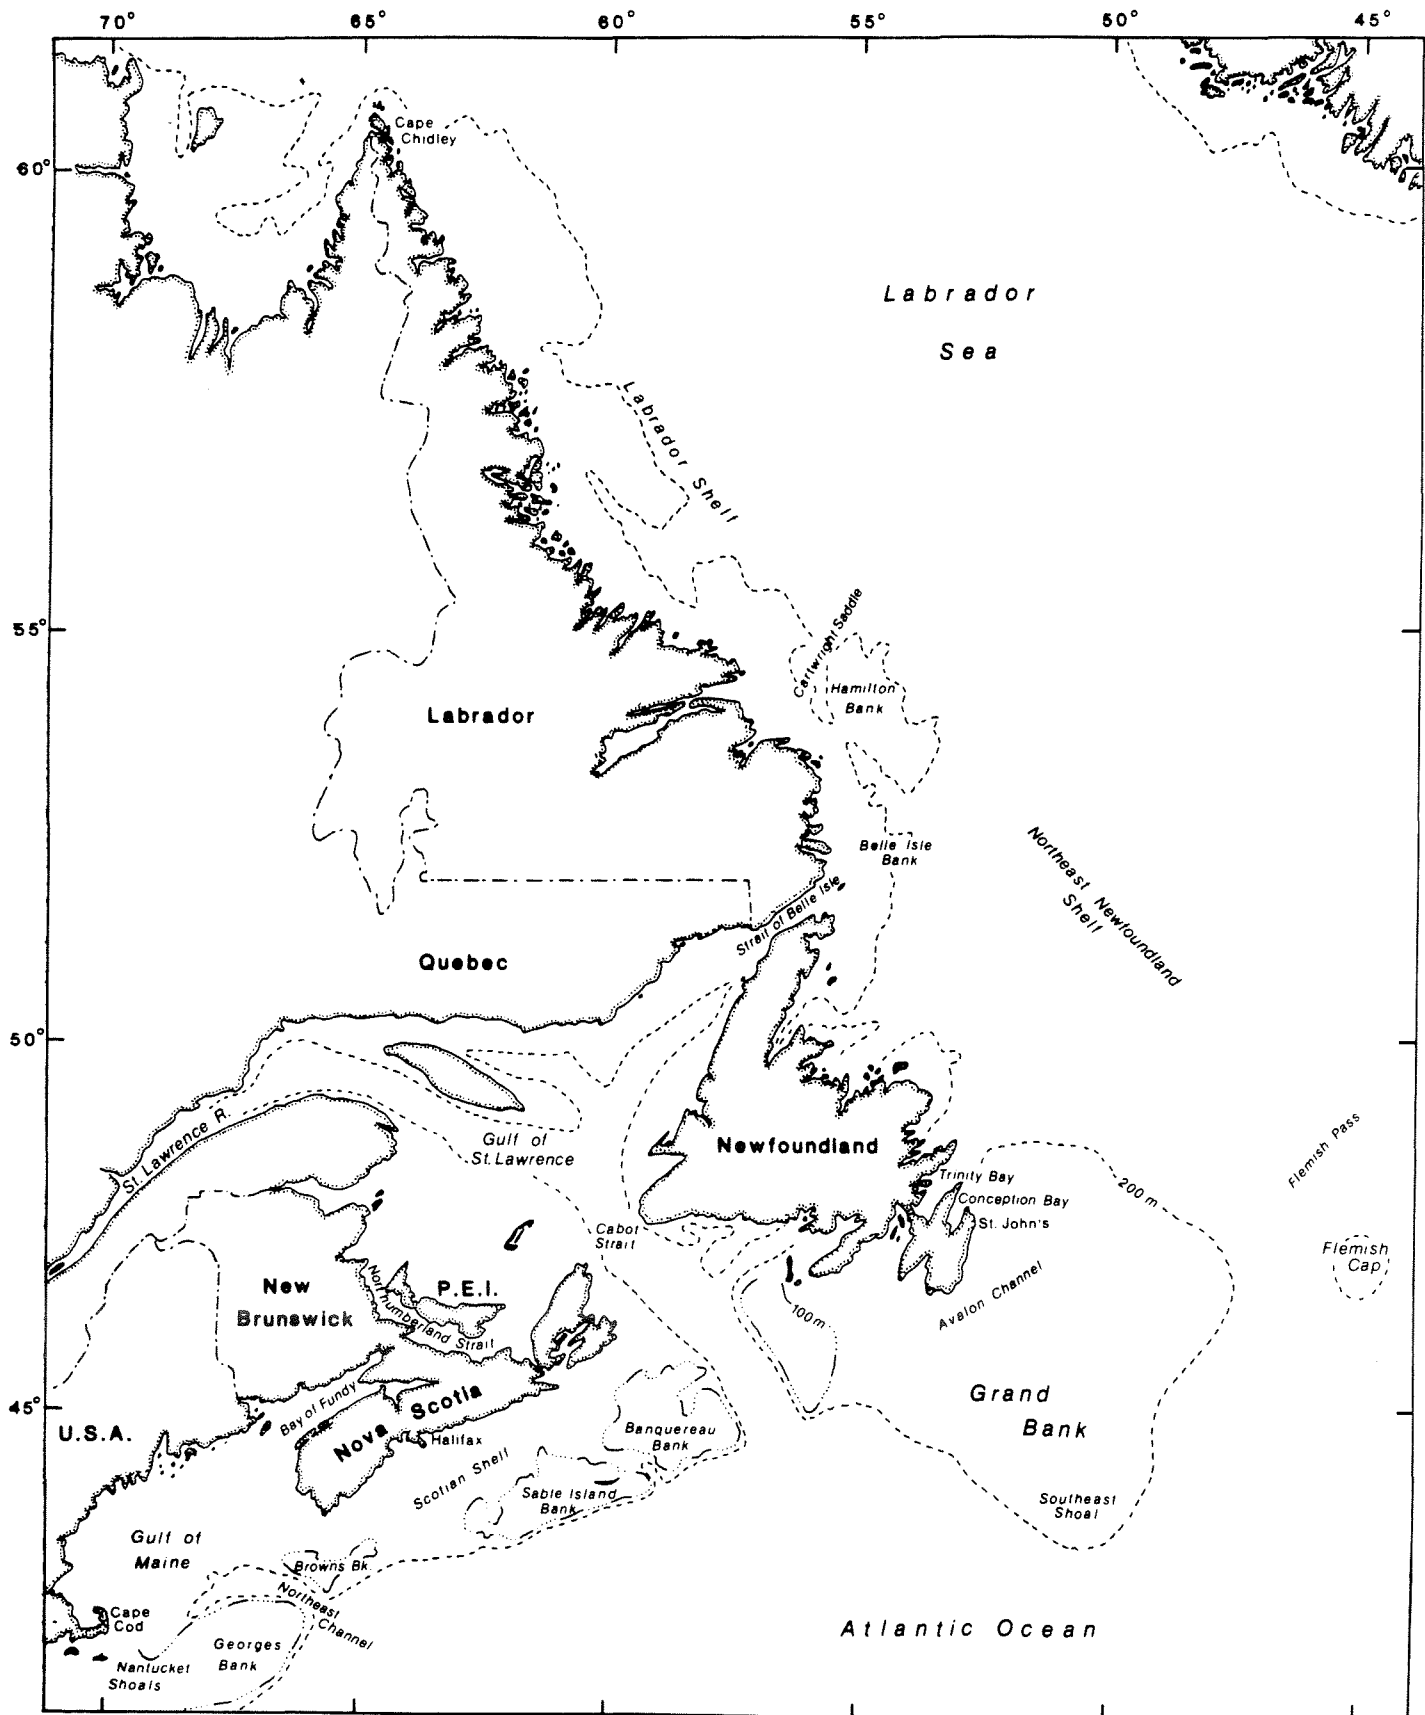 70° 65° 60° 55° 50° 45°
Cape
Chidley
60°
Labrador
Sea
Labrador Shelf
55°
Cartwright Saddle
Hamilton
Bank
Labrador
Belle Isle
Bank
Northeast Newfoundland
Shelf
Strait of Belle Isle
Quebec
50°
St. Lawrence R.
Gulf of
St. Lawrence
Newfoundland
Flemish Pass
Trinity Bay
Conception Bay
St. John's
200 m
Cabot
Strait
Flemish
Cap
New
Brunswick
P.E.I.
Northumberland Strait
100 m
Avalon Channel
Grand
Bank
45°
U.S.A.
Bay of Fundy
Nova Scotia
Halifax
Banquereau
Bank
Scotian Shelf
Sable Island
Bank
Southeast
Shoal
Gulf of
Maine
Browns Bk.
Northeast
Channel
Cape
Cod
Georges
Bank
Nantucket
Shoals
Atlantic Ocean